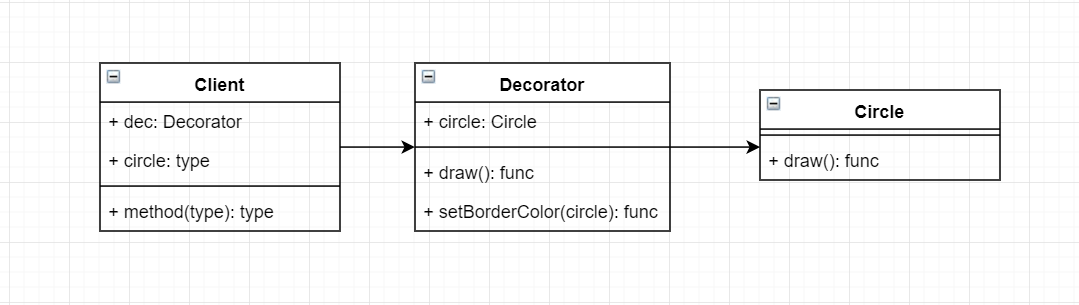 Client
+ dec: Decorator
+ circle: type
+ method(type): type
Decorator
+ circle: Circle
+ draw(): func
+ setBorderColor(circle): func
Circle
+ draw(): func